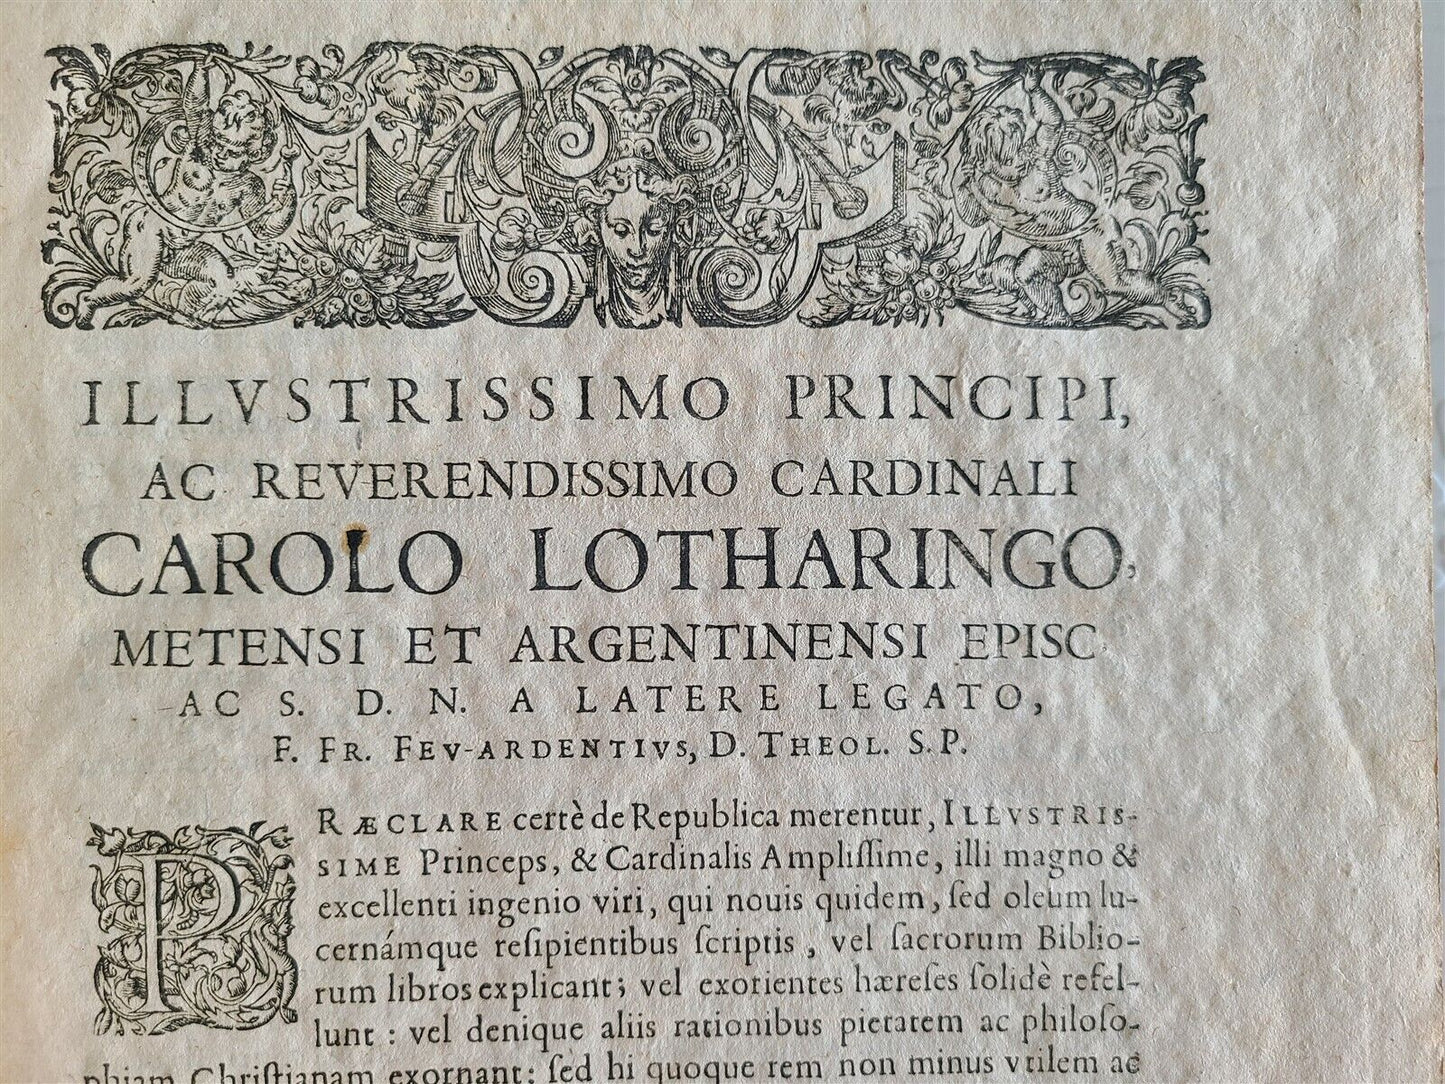 ILLVSTRISSIMO PRINCIPI,
AC REVERENDISSIMO CARDINALI
CAROLO LOTHARINGO,
METENSI ET ARGENTINENSI EPISC.
AC S. D. N. A LATERE LEGATO,
F. FR. FEV-ARDENTIVS, D. THEOL. S. P.
PRÆCLARE certè de Republica merentur, ILLVSTRIS-
SIME Princeps, & Cardinalis Ampliſſime, illi magno &
excellenti ingenio viri, qui nouis quidem, ſed oleum lu-
cernámque reſipientibus ſcriptis, vel ſacrorum Biblio-
rum libros explicant; vel exorientes hæreſes ſolidè refel-
lunt: vel denique aliis rationibus pietatem ac philoſo-
phiam Chriſtianam exornant: ſed hi quoque rem non minus vtilem ac